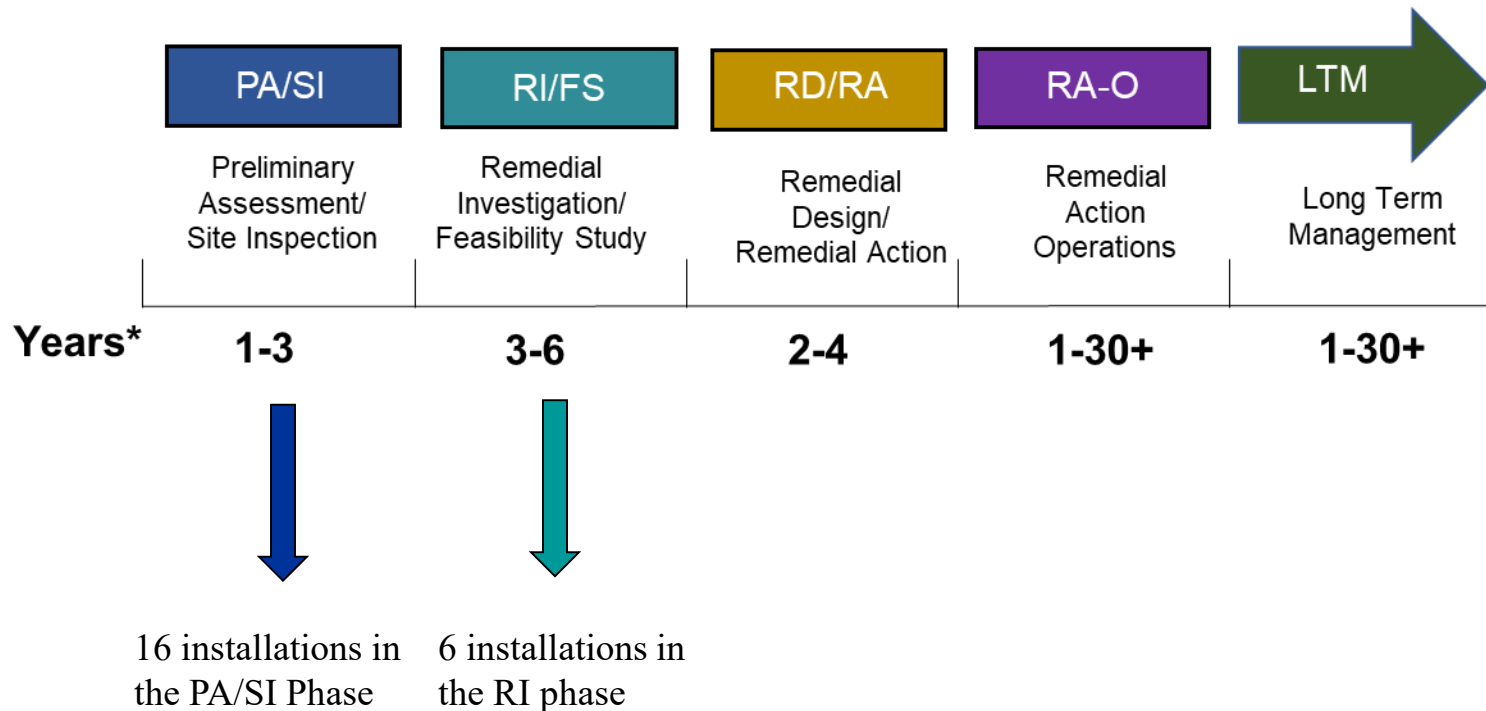 PA/SI
RI/FS
RD/RA
RA-O
LTM
Preliminary
Assessment/
Site Inspection
Remedial
Investigation/
Feasibility Study
Remedial
Design/
Remedial Action
Remedial
Action
Operations
Long Term
Management
Years*
1-3
3-6
2-4
1-30+
1-30+
16 installations in
the PA/SI Phase
6 installations in
the RI phase